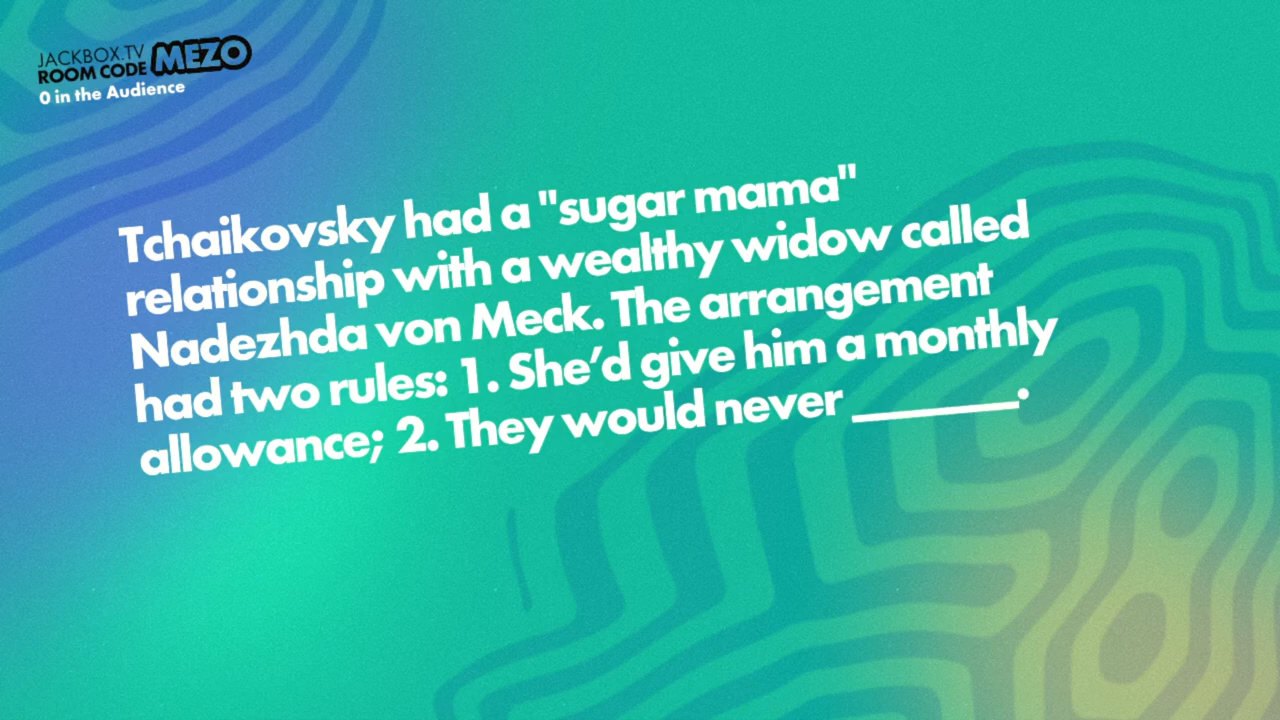 JACKBOX.TV
ROOM CODE MEZO
0 in the Audience
Tchaikovsky had a "sugar mama"
relationship with a wealthy widow called
Nadezhda von Meck. The arrangement
had two rules: 1. She’d give him a monthly
allowance; 2. They would never ________.